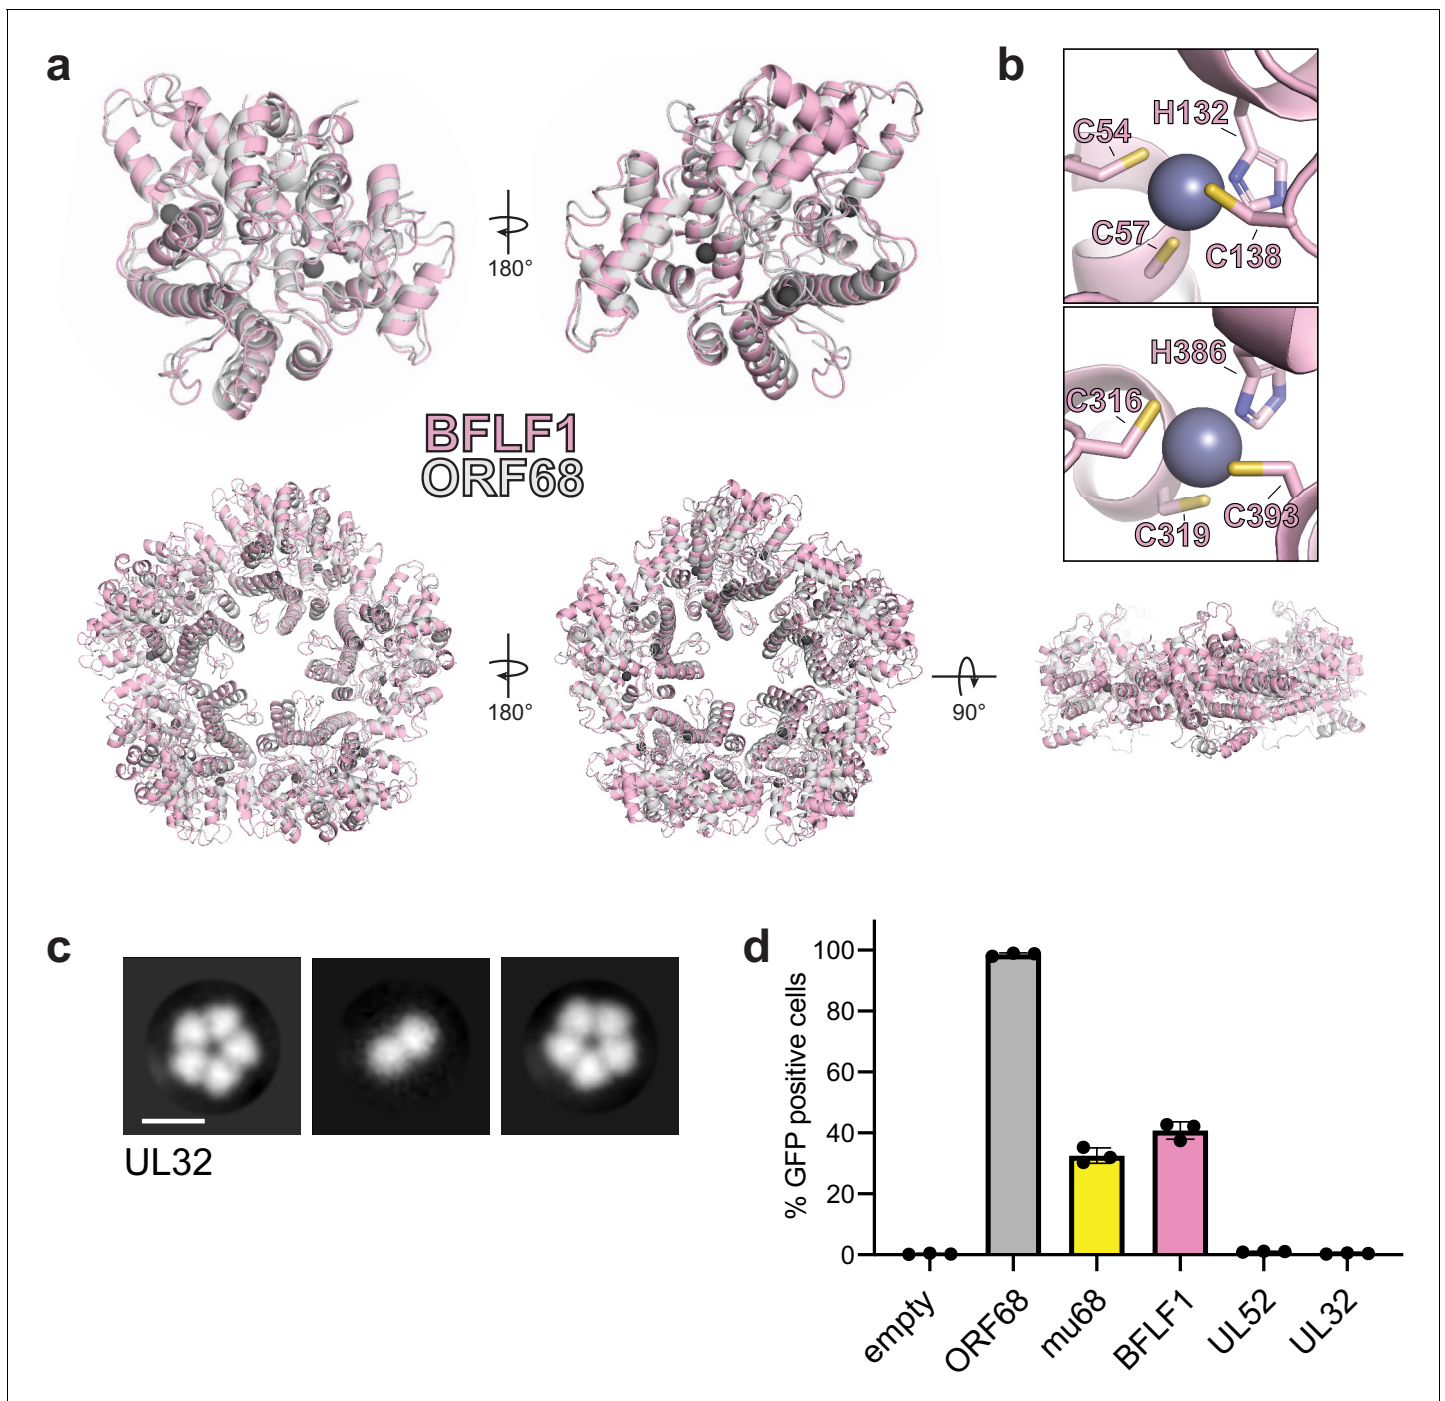 a
180°
BFLF1
ORF68
180°
90°
b
C54
H132
C57
C138
H386
C316
C319
C393
c
UL32
d
% GFP positive cells
100
80
60
40
20
0
empty
ORF68
mu68
BFLF1
UL52
UL32